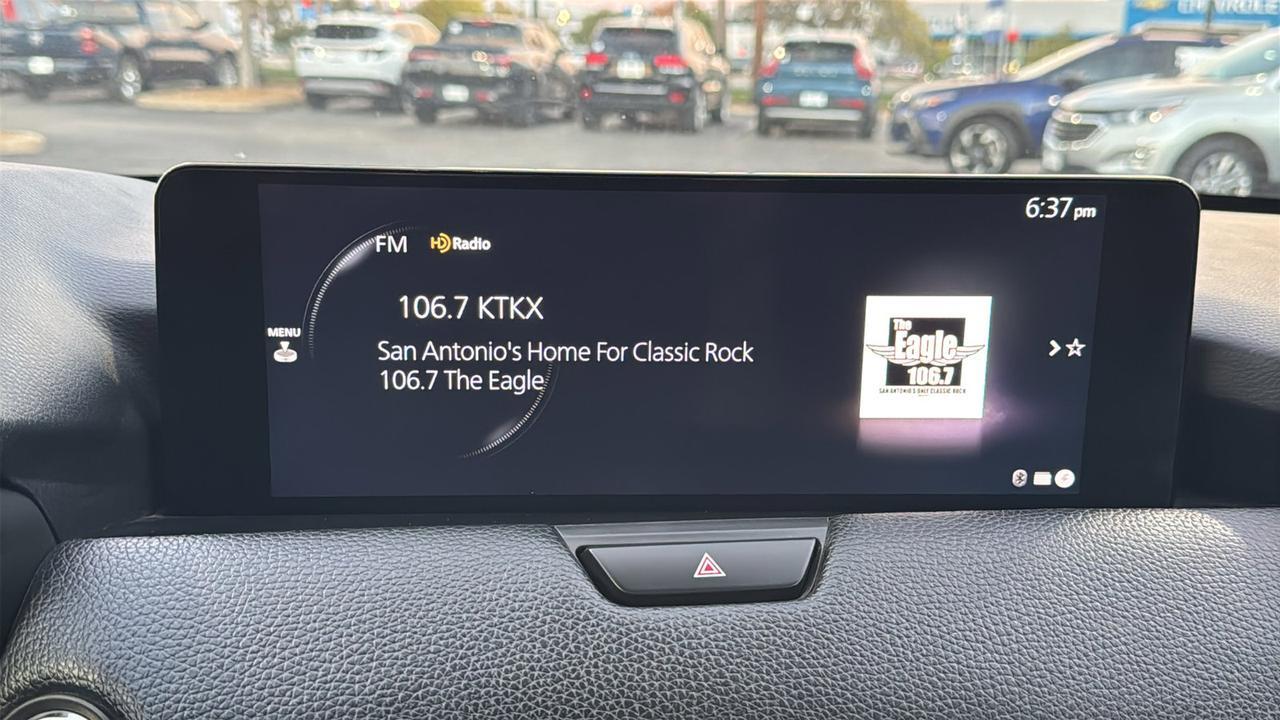 CHEVROLET
6:37 pm
FM HD Radio
106.7 KTKX
MENU
San Antonio's Home For Classic Rock
106.7 The Eagle
The
Eagle
106.7
SAN ANTONIO'S ONLY CLASSIC ROCK